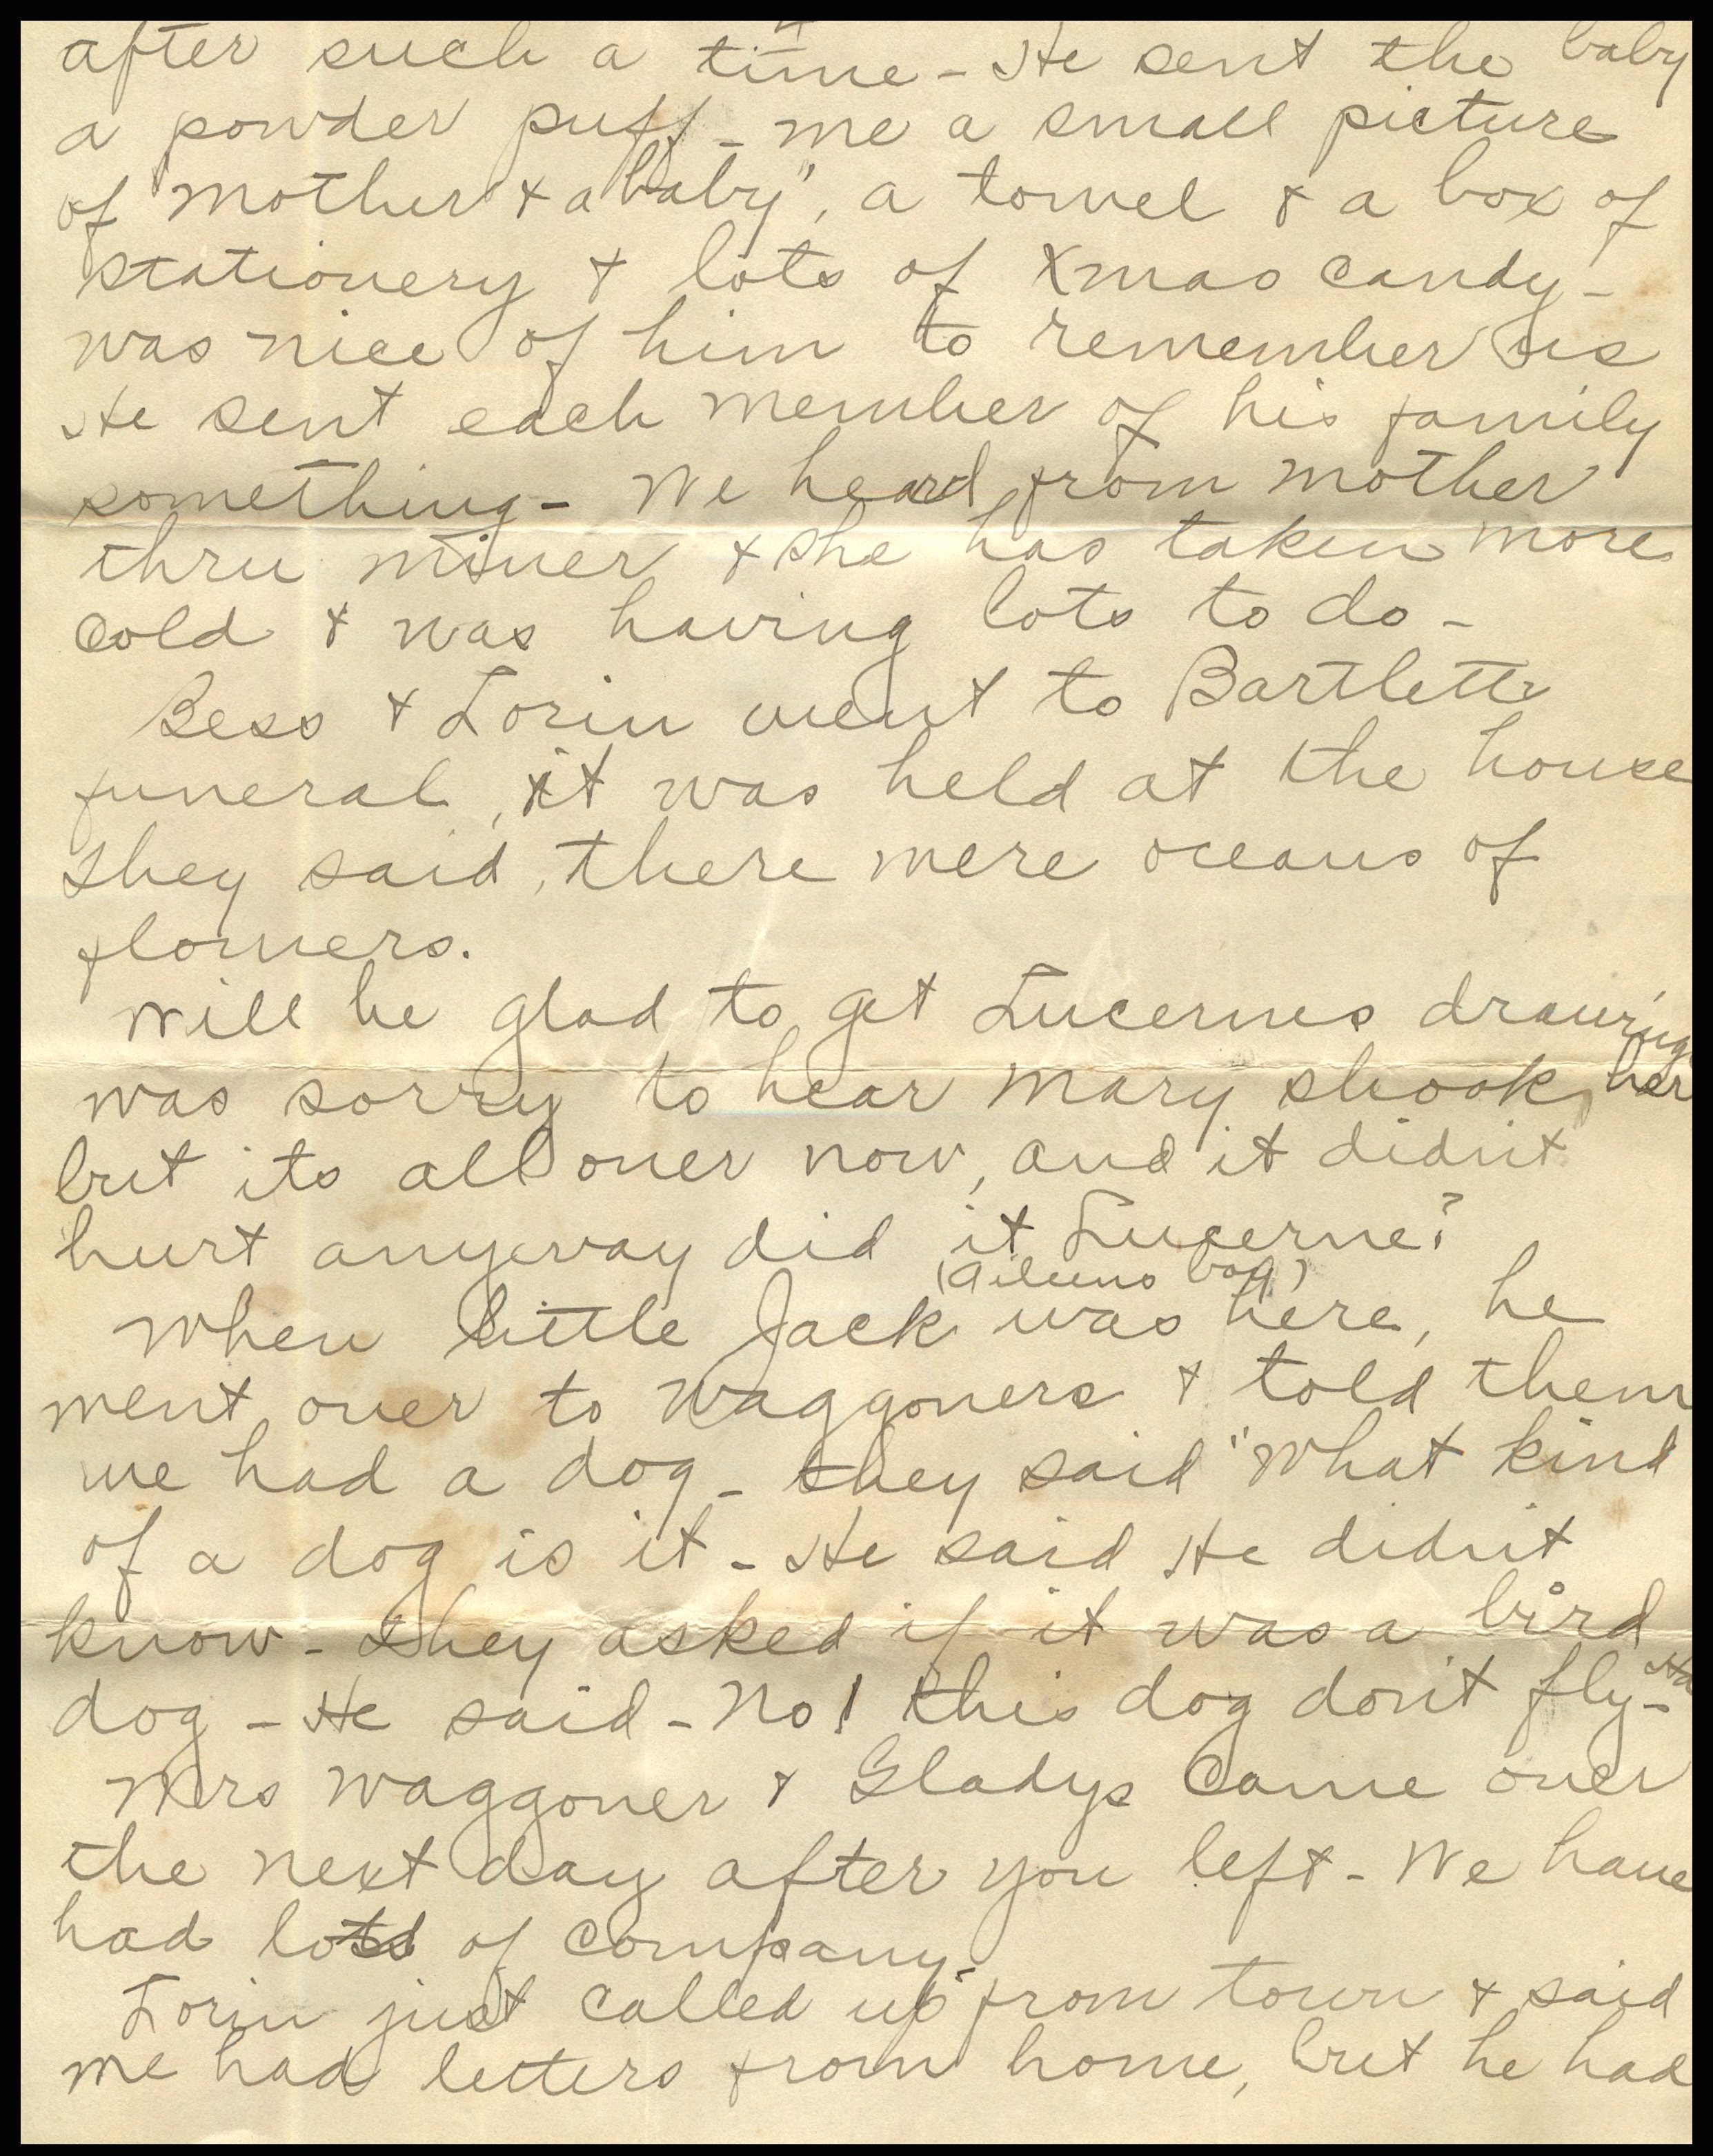 after such a time - He sent the baby
a powder puff - me a small picture
of "Mother & a baby", a towel & a box of
stationery & lots of Xmas candy -
was nice of him to remember us
He sent each member of his family
something - We heard from Mother
thru Miner & she has taken more
cold & was having lots to do -
Bess & Lorin went to Bartletts
funeral, it was held at the house
They said, there were oceans of
flowers.
Will be glad to get Lucernes drawing
was sorry to hear Mary shook her
but its all over now, and it didn't
hurt anyway did it Lucerne?
(Aileens boy)
When little Jack was here, he
went over to Waggoners & told them
we had a dog - they said "What kind
of a dog is it - He said He didn't
know - They asked if it was a bird
dog - He said - No! this dog don't fly - Ha
Mrs Waggoner & Gladys came over
the next day after you left - We have
had lots of company -
Lorin just called up from town & said
we had letters from home, but he had